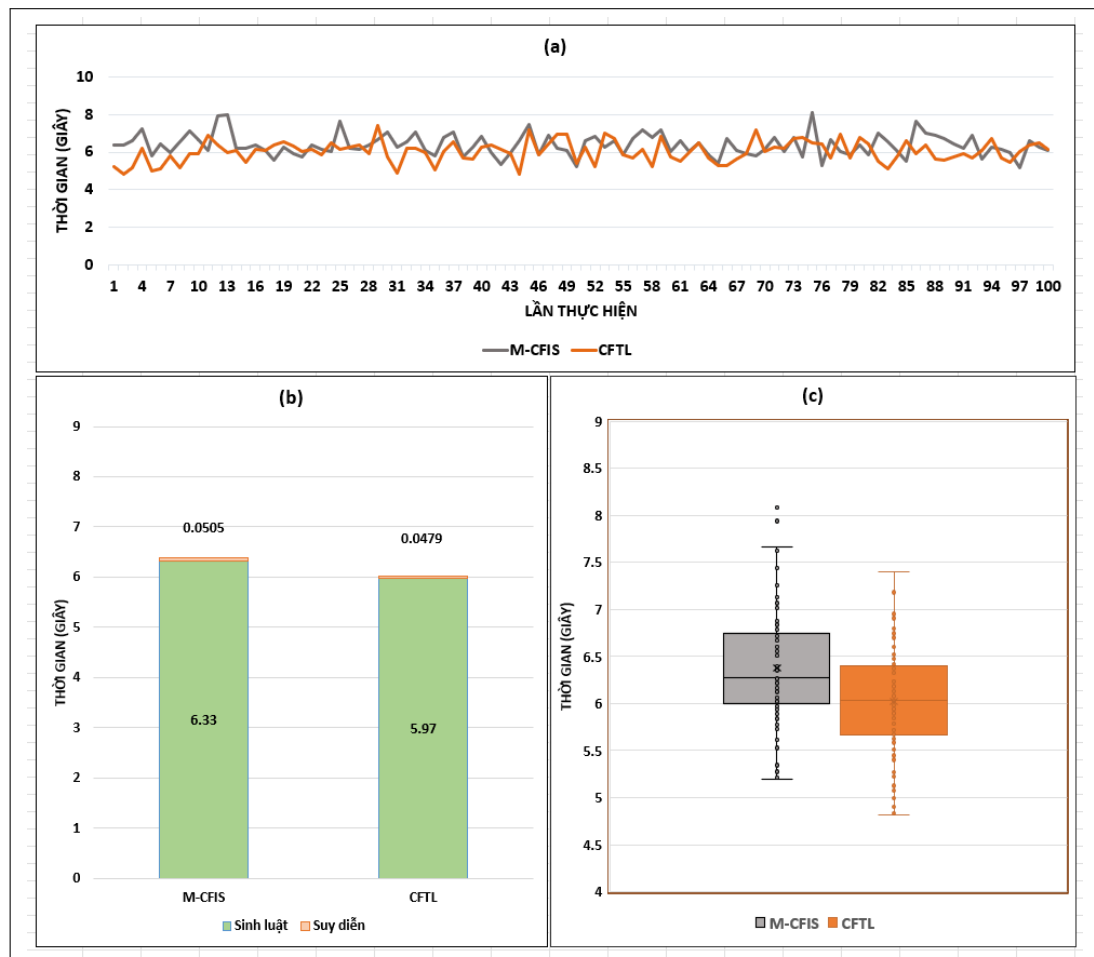 (a)
THỜI GIAN (GIÂY)
10
8
6
4
2
0
1 4 7 10 13 16 19 22 25 28 31 34 37 40 43 46 49 52 55 58 61 64 67 70 73 76 79 82 85 88 91 94 97 100
LẦN THỰC HIỆN
M-CFIS CFTL
(b)
THỜI GIAN (GIÂY)
9
8
7
6
5
4
3
2
1
0
0.0505 0.0479
6.33 5.97
M-CFIS CFTL
Sinh luật Suy diễn
(c)
THỜI GIAN (GIÂY)
9
8.5
8
7.5
7
6.5
6
5.5
5
4.5
4
M-CFIS CFTL